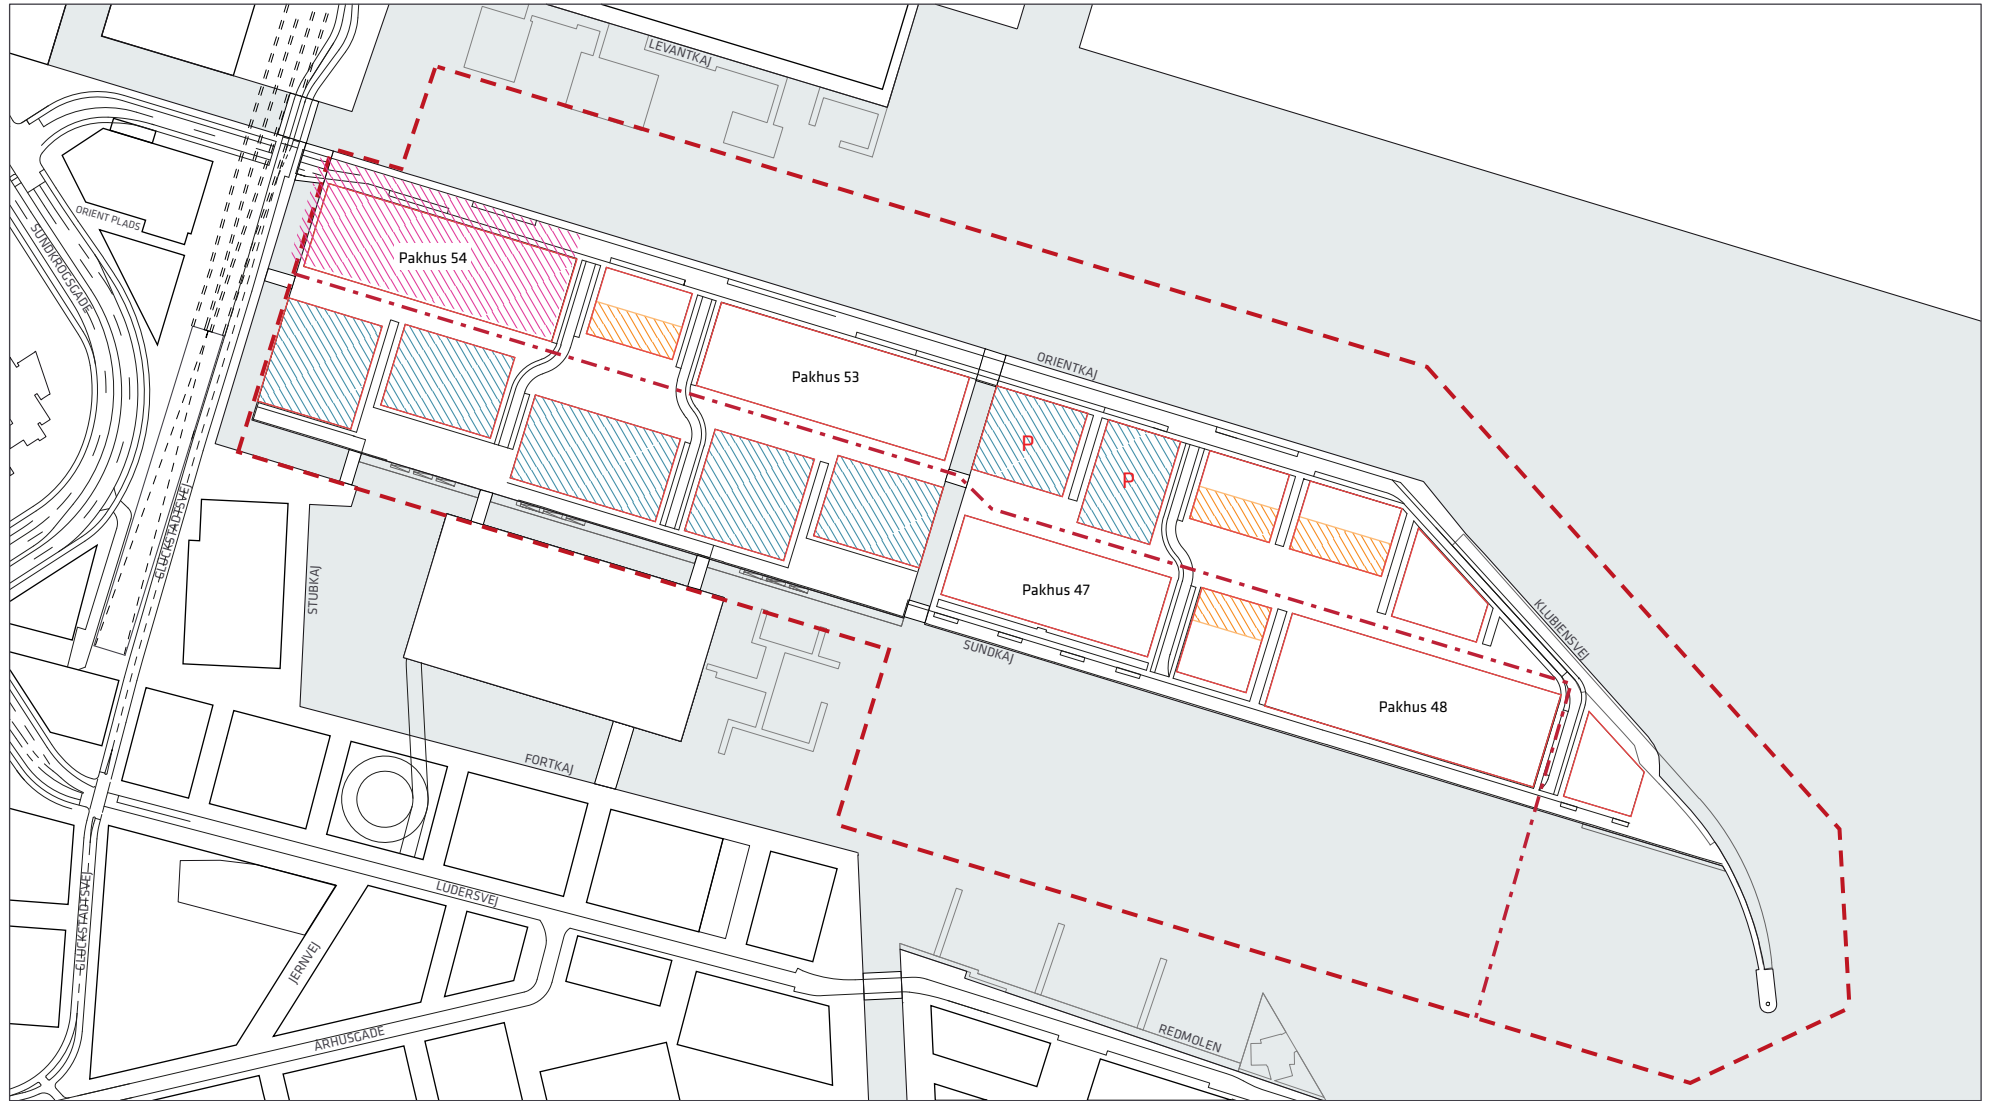 LEVANTKAJ
ORIENT PLADS
SUNDKROGSGADE
Pakhus 54
ORIENTKAJ
Pakhus 53
P
P
GLÜCKSTADTSVEJ
STUBKAJ
Pakhus 47
SUNDKAJ
KLUBIENSVEJ
Pakhus 48
FORTKAJ
LÜDERSVEJ
GLÜCKSTADTSVEJ
JERNVEJ
ÅRHUSGADE
REDMOLEN